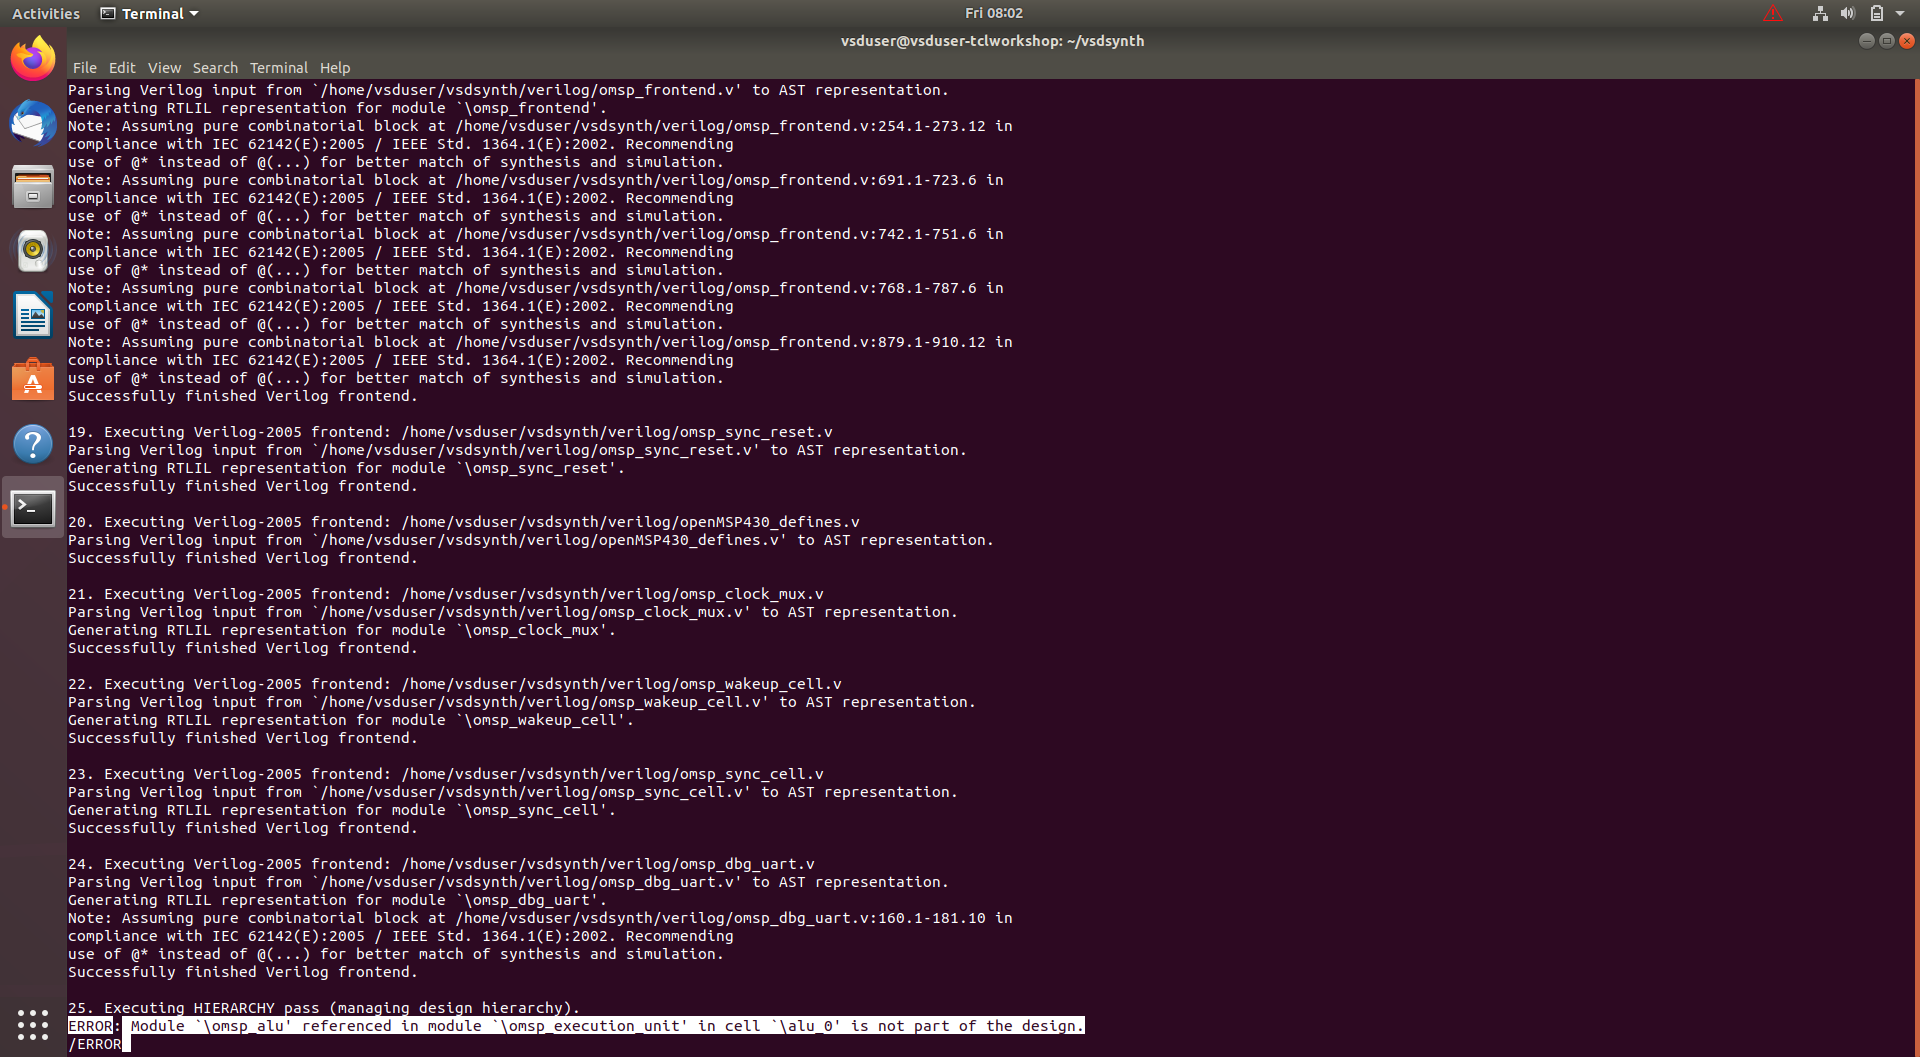 Activities
Terminal
Fri 08:02
vsduser@vsduser-tclworkshop: ~/vsdsynth
File Edit View Search Terminal Help
Parsing Verilog input from `/home/vsduser/vsdsynth/verilog/omsp_frontend.v' to AST representation.
Generating RTLIL representation for module `\omsp_frontend'.
Note: Assuming pure combinatorial block at /home/vsduser/vsdsynth/verilog/omsp_frontend.v:254.1-273.12 in
compliance with IEC 62142(E):2005 / IEEE Std. 1364.1(E):2002. Recommending
use of @* instead of @(...) for better match of synthesis and simulation.
Note: Assuming pure combinatorial block at /home/vsduser/vsdsynth/verilog/omsp_frontend.v:691.1-723.6 in
compliance with IEC 62142(E):2005 / IEEE Std. 1364.1(E):2002. Recommending
use of @* instead of @(...) for better match of synthesis and simulation.
Note: Assuming pure combinatorial block at /home/vsduser/vsdsynth/verilog/omsp_frontend.v:742.1-751.6 in
compliance with IEC 62142(E):2005 / IEEE Std. 1364.1(E):2002. Recommending
use of @* instead of @(...) for better match of synthesis and simulation.
Note: Assuming pure combinatorial block at /home/vsduser/vsdsynth/verilog/omsp_frontend.v:768.1-787.6 in
compliance with IEC 62142(E):2005 / IEEE Std. 1364.1(E):2002. Recommending
use of @* instead of @(...) for better match of synthesis and simulation.
Note: Assuming pure combinatorial block at /home/vsduser/vsdsynth/verilog/omsp_frontend.v:879.1-910.12 in
compliance with IEC 62142(E):2005 / IEEE Std. 1364.1(E):2002. Recommending
use of @* instead of @(...) for better match of synthesis and simulation.
Successfully finished Verilog frontend.
19. Executing Verilog-2005 frontend: /home/vsduser/vsdsynth/verilog/omsp_sync_reset.v
Parsing Verilog input from `/home/vsduser/vsdsynth/verilog/omsp_sync_reset.v' to AST representation.
Generating RTLIL representation for module `\omsp_sync_reset'.
Successfully finished Verilog frontend.
20. Executing Verilog-2005 frontend: /home/vsduser/vsdsynth/verilog/openMSP430_defines.v
Parsing Verilog input from `/home/vsduser/vsdsynth/verilog/openMSP430_defines.v' to AST representation.
Successfully finished Verilog frontend.
21. Executing Verilog-2005 frontend: /home/vsduser/vsdsynth/verilog/omsp_clock_mux.v
Parsing Verilog input from `/home/vsduser/vsdsynth/verilog/omsp_clock_mux.v' to AST representation.
Generating RTLIL representation for module `\omsp_clock_mux'.
Successfully finished Verilog frontend.
22. Executing Verilog-2005 frontend: /home/vsduser/vsdsynth/verilog/omsp_wakeup_cell.v
Parsing Verilog input from `/home/vsduser/vsdsynth/verilog/omsp_wakeup_cell.v' to AST representation.
Generating RTLIL representation for module `\omsp_wakeup_cell'.
Successfully finished Verilog frontend.
23. Executing Verilog-2005 frontend: /home/vsduser/vsdsynth/verilog/omsp_sync_cell.v
Parsing Verilog input from `/home/vsduser/vsdsynth/verilog/omsp_sync_cell.v' to AST representation.
Generating RTLIL representation for module `\omsp_sync_cell'.
Successfully finished Verilog frontend.
24. Executing Verilog-2005 frontend: /home/vsduser/vsdsynth/verilog/omsp_dbg_uart.v
Parsing Verilog input from `/home/vsduser/vsdsynth/verilog/omsp_dbg_uart.v' to AST representation.
Generating RTLIL representation for module `\omsp_dbg_uart'.
Note: Assuming pure combinatorial block at /home/vsduser/vsdsynth/verilog/omsp_dbg_uart.v:160.1-181.10 in
compliance with IEC 62142(E):2005 / IEEE Std. 1364.1(E):2002. Recommending
use of @* instead of @(...) for better match of synthesis and simulation.
Successfully finished Verilog frontend.
25. Executing HIERARCHY pass (managing design hierarchy).
ERROR: Module `\omsp_alu' referenced in module `\omsp_execution_unit' in cell `\alu_0' is not part of the design.
/ERROR